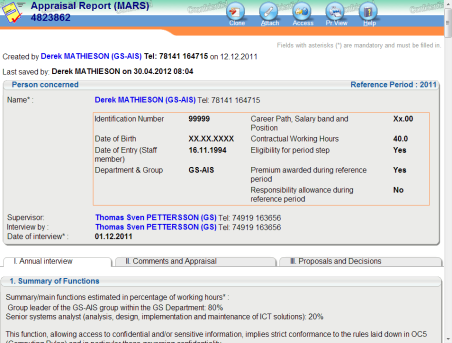 Appraisal Report (MARS)
4823862
Clone Attach Access Pr.View Help
Fields with asterisks (*) are mandatory and must be filled in.
Created by Derek MATHIESON (GS-AIS) Tel: 78141 164715 on 12.12.2011
Last saved by: Derek MATHIESON on 30.04.2012 08:04
Person concerned Reference Period : 2011
Name* : Derek MATHIESON (GS-AIS) Tel: 78141 164715
Identification Number 99999 Career Path, Salary band and Position Xx.00
Date of Birth XX.XX.XXXX Contractual Working Hours 40.0
Date of Entry (Staff member) 16.11.1994 Eligibility for period step Yes
Department & Group GS-AIS Premium awarded during reference period Yes
Responsibility allowance during reference period No
Supervisor: Thomas Sven PETTERSSON (GS) Tel: 74919 163656
Interview by : Thomas Sven PETTERSSON (GS) Tel: 74919 163656
Date of interview* : 01.12.2011
I. Annual interview II. Comments and Appraisal III. Proposals and Decisions
1. Summary of Functions
Summary/main functions estimated in percentage of working hours* :
Group leader of the GS-AIS group within the GS Department: 80%
Senior systems analyst (analysis, design, implementation and maintenance of ICT solutions): 20%
This function, allowing access to confidential and/or sensitive information, implies strict conformance to the rules laid down in OC5